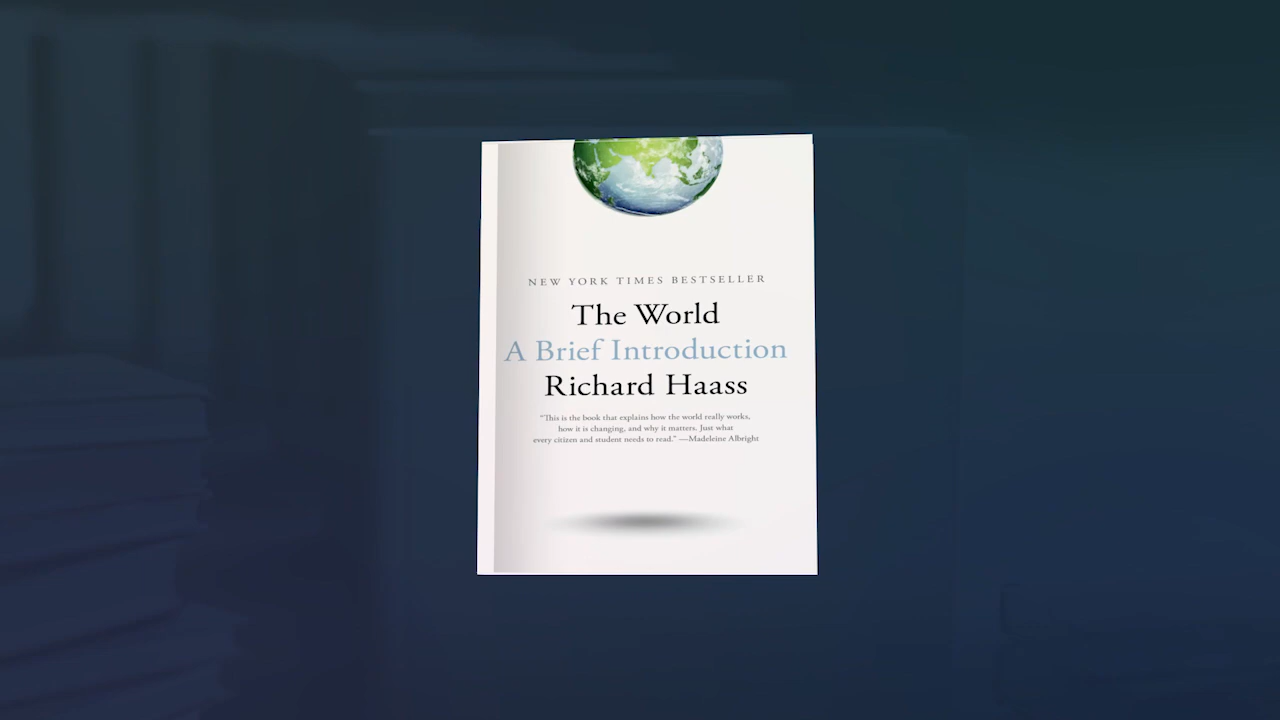 NEW YORK TIMES BESTSELLER
The World
A Brief Introduction
Richard Haass
“This is the book that explains how the world really works,
how it is changing, and why it matters. Just what
every citizen and student needs to read.” —Madeleine Albright